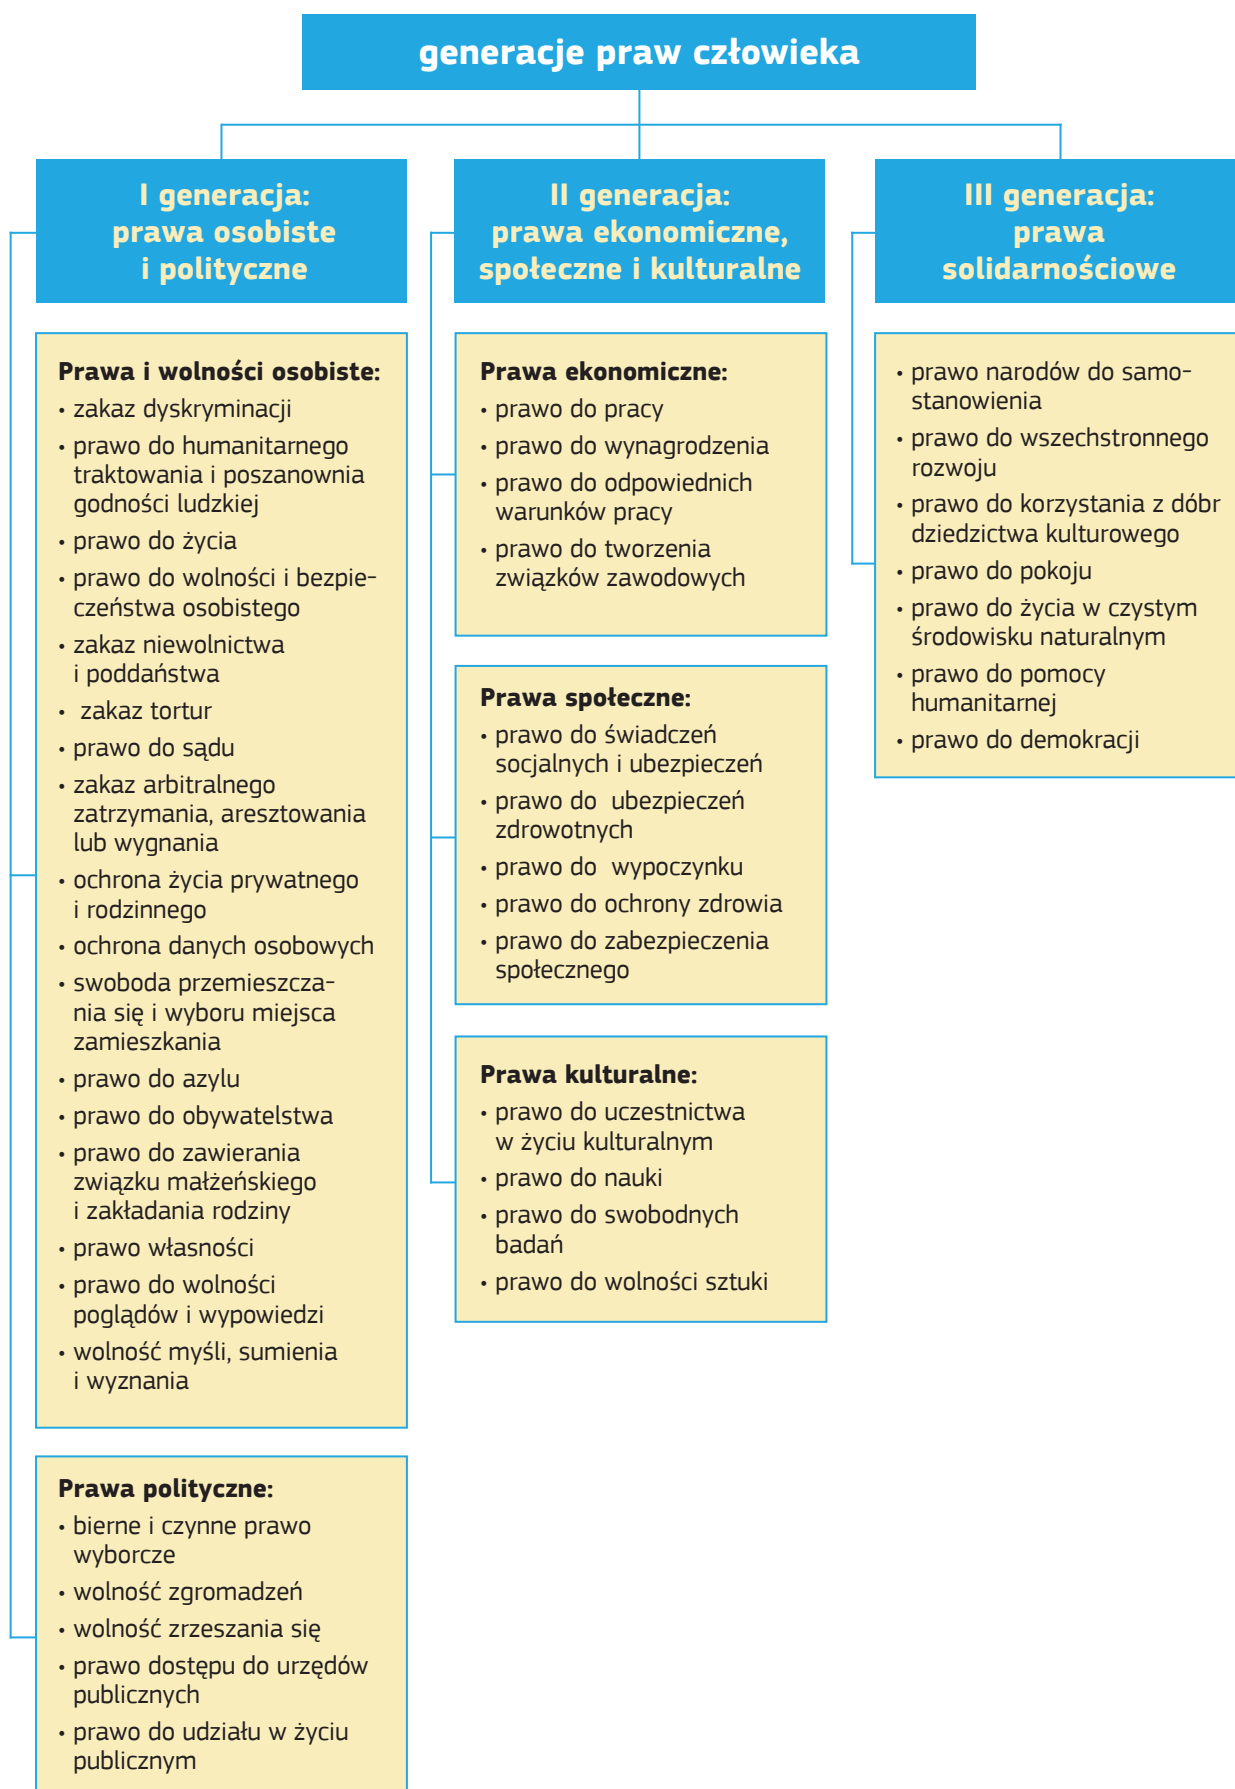 generacje praw człowieka
I generacja:
prawa osobiste
i polityczne
Prawa i wolności osobiste:
• zakaz dyskryminacji
• prawo do humanitarnego
traktowania i poszanownia
godności ludzkiej
• prawo do życia
• prawo do wolności i bezpie-
czeństwa osobistego
• zakaz niewolnictwa
i poddaństwa
• zakaz tortur
• prawo do sądu
• zakaz arbitralnego
zatrzymania, aresztowania
lub wygnania
• ochrona życia prywatnego
i rodzinnego
• ochrona danych osobowych
• swoboda przemieszcza-
nia się i wyboru miejsca
zamieszkania
• prawo do azylu
• prawo do obywatelstwa
• prawo do zawierania
związku małżeńskiego
i zakładania rodziny
• prawo własności
• prawo do wolności
poglądów i wypowiedzi
• wolność myśli, sumienia
i wyznania
Prawa polityczne:
• bierne i czynne prawo
wyborcze
• wolność zgromadzeń
• wolność zrzeszania się
• prawo dostępu do urzędów
publicznych
• prawo do udziału w życiu
publicznym
II generacja:
prawa ekonomiczne,
społeczne i kulturalne
Prawa ekonomiczne:
• prawo do pracy
• prawo do wynagrodzenia
• prawo do odpowiednich
warunków pracy
• prawo do tworzenia
związków zawodowych
Prawa społeczne:
• prawo do świadczeń
socjalnych i ubezpieczeń
• prawo do ubezpieczeń
zdrowotnych
• prawo do wypoczynku
• prawo do ochrony zdrowia
• prawo do zabezpieczenia
społecznego
Prawa kulturalne:
• prawo do uczestnictwa
w życiu kulturalnym
• prawo do nauki
• prawo do swobodnych
badań
• prawo do wolności sztuki
III generacja:
prawa
solidarnościowe
• prawo narodów do samo-
stanowienia
• prawo do wszechstronnego
rozwoju
• prawo do korzystania z dóbr
dziedzictwa kulturowego
• prawo do pokoju
• prawo do życia w czystym
środowisku naturalnym
• prawo do pomocy
humanitarnej
• prawo do demokracji